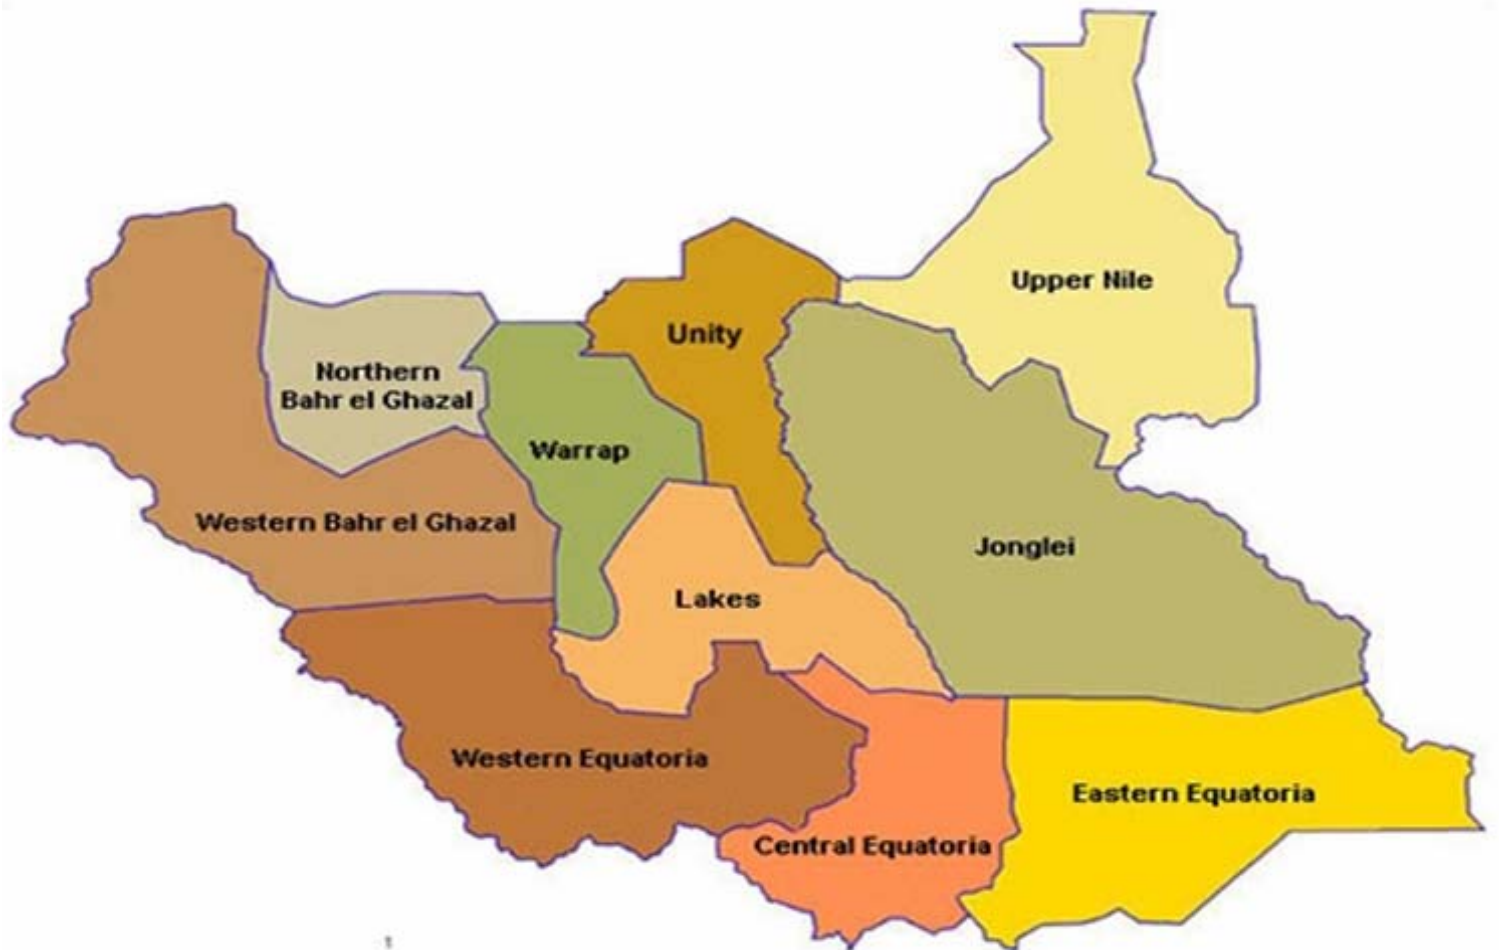 Upper Nile
Unity
Northern
Bahr el Ghazal
Warrap
Western Bahr el Ghazal
Jonglei
Lakes
Western Equatoria
Eastern Equatoria
Central Equatoria
1